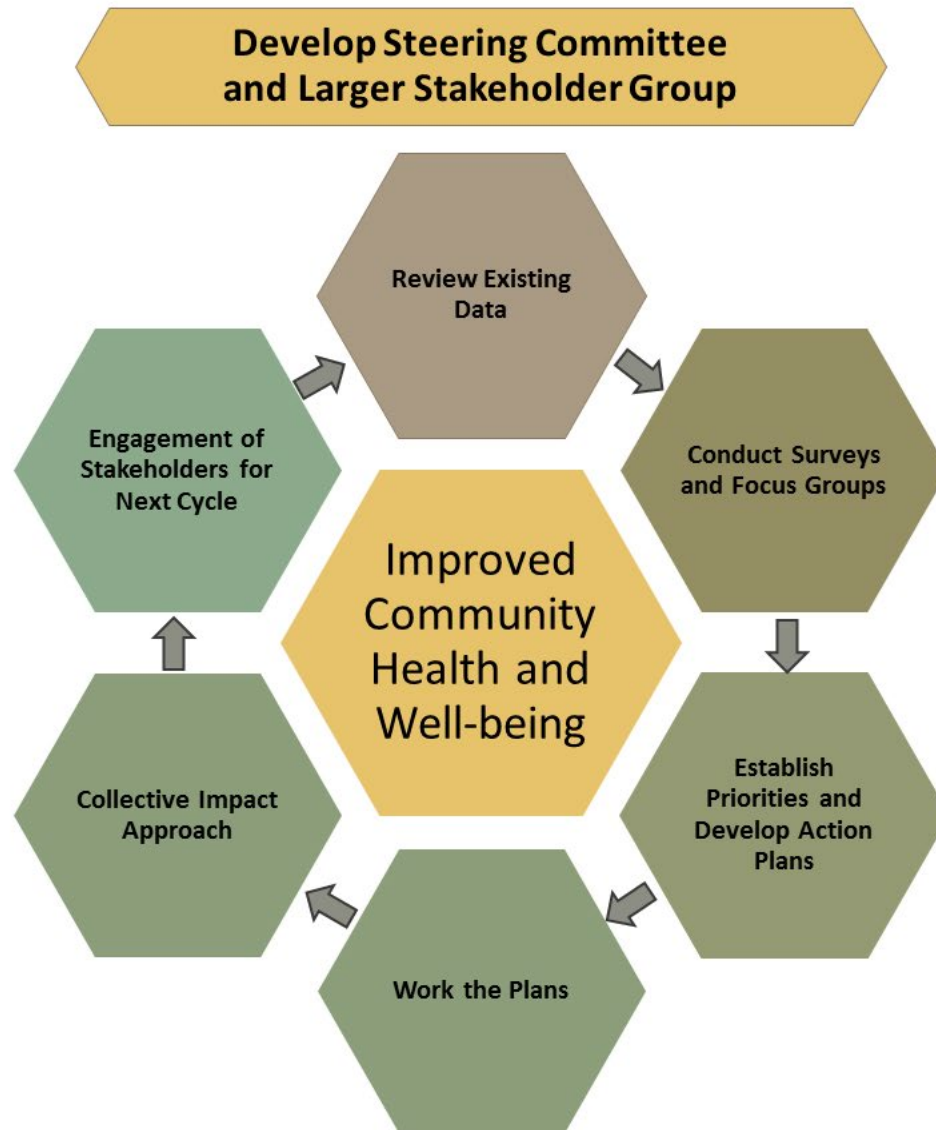 Develop Steering Committee
and Larger Stakeholder Group
Review Existing
Data
Conduct Surveys
and Focus Groups
Establish
Priorities and
Develop Action
Plans
Work the Plans
Collective Impact
Approach
Engagement of
Stakeholders for
Next Cycle
Improved
Community
Health and
Well-being